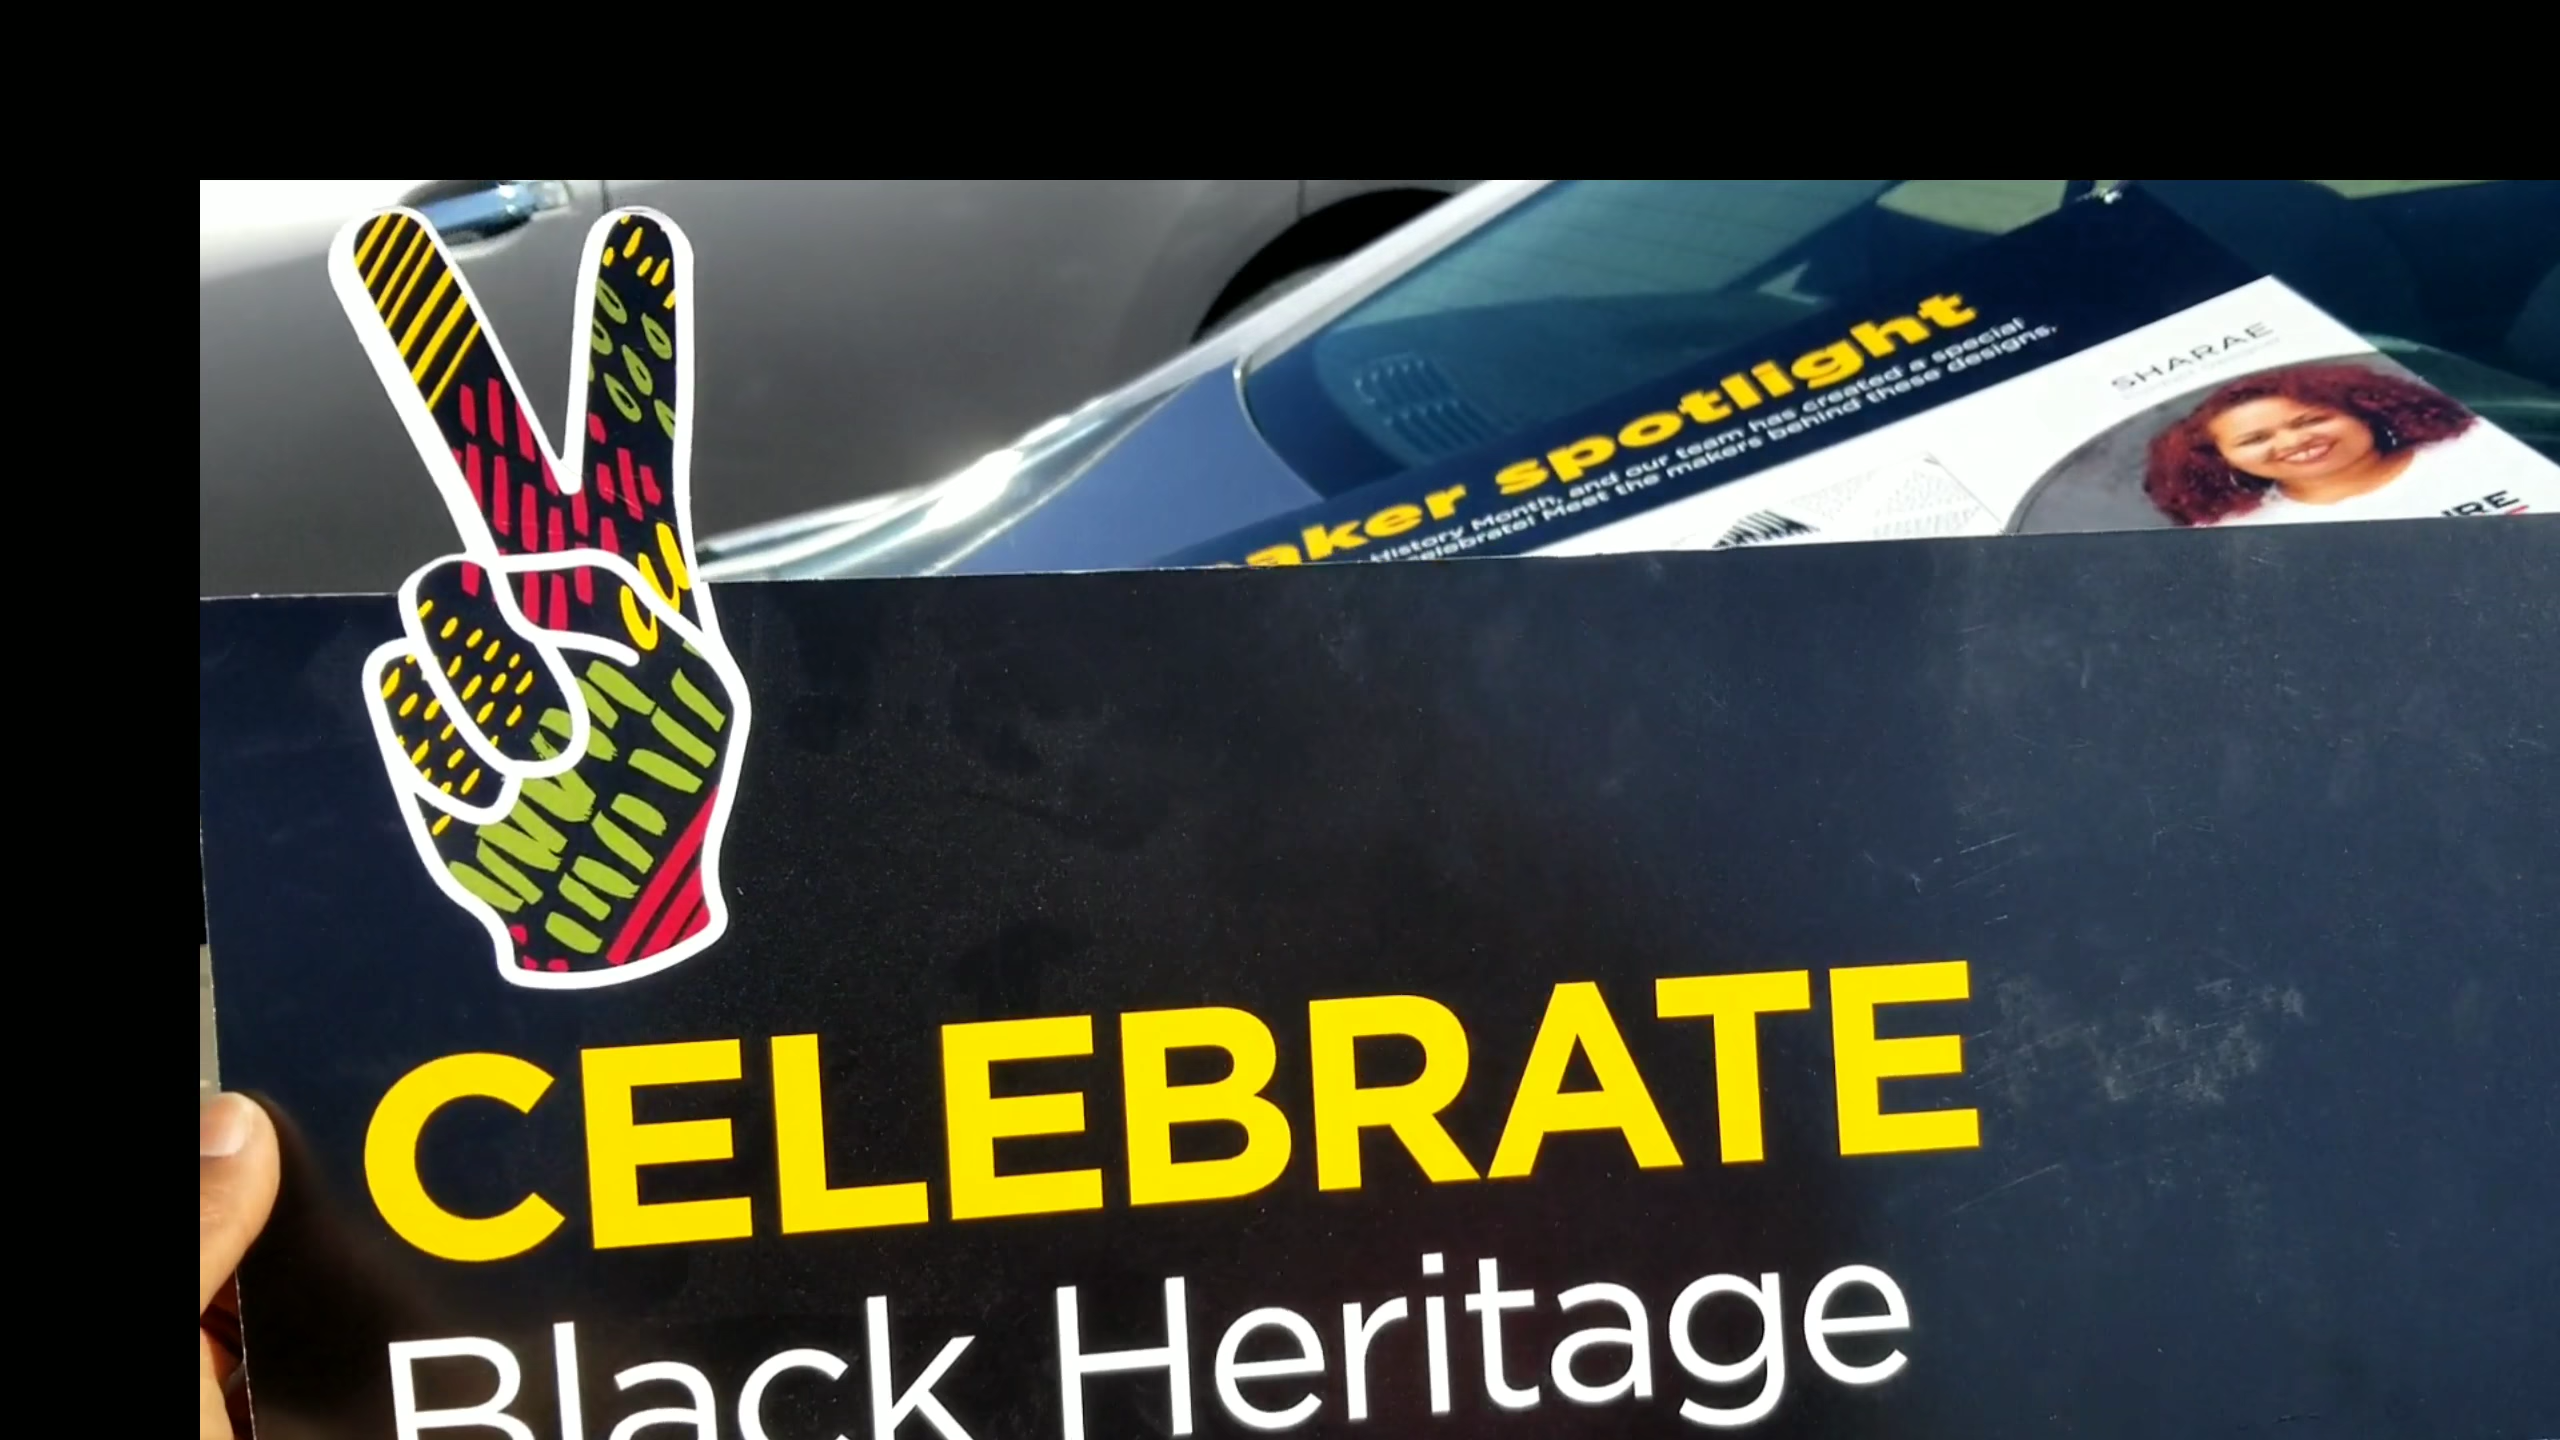 aker spotlight
History Month, and our team has created a special
celebrate! Meet the makers behind these designs.
SHARAE
CELEBRATE
Black Heritage